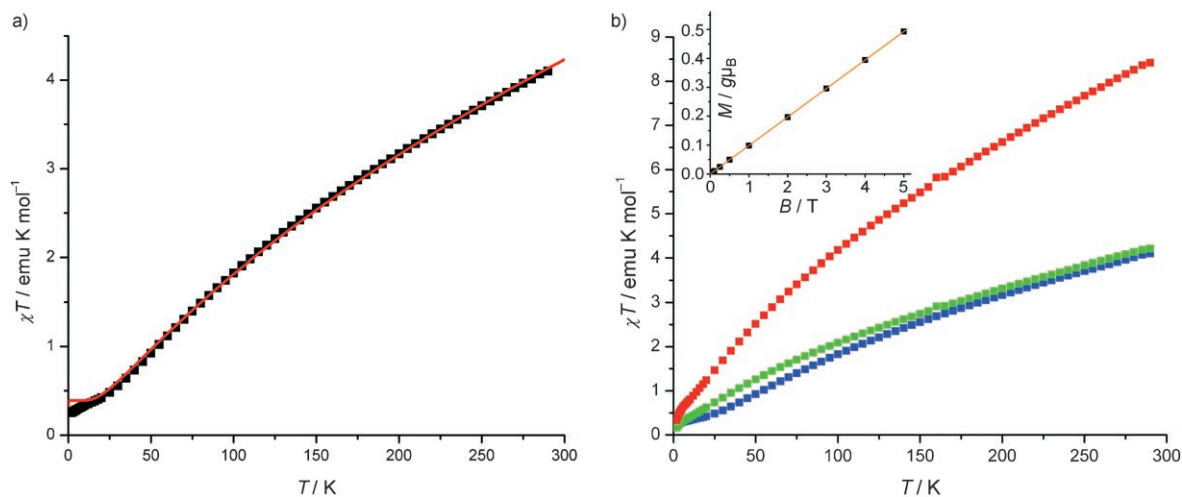 a)
χT / emu K mol⁻¹
4
3
2
1
0
0 50 100 150 200 250 300
T / K
b)
χT / emu K mol⁻¹
9
8
7
6
5
4
3
2
1
0
0 50 100 150 200 250 300
T / K
M / gμ_B
0.5
0.4
0.3
0.2
0.1
0.0
0 1 2 3 4 5
B / T